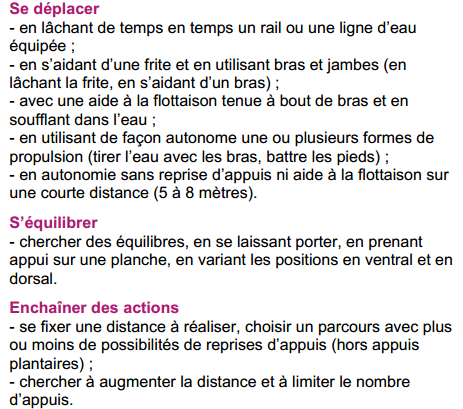 Se déplacer
- en lâchant de temps en temps un rail ou une ligne d’eau
équipée ;
- en s’aidant d’une frite et en utilisant bras et jambes (en
lâchant la frite, en s’aidant d’un bras) ;
- avec une aide à la flottaison tenue à bout de bras et en
soufflant dans l’eau ;
- en utilisant de façon autonome une ou plusieurs formes de
propulsion (tirer l’eau avec les bras, battre les pieds) ;
- en autonomie sans reprise d’appuis ni aide à la flottaison sur
une courte distance (5 à 8 mètres).
S’équilibrer
- chercher des équilibres, en se laissant porter, en prenant
appui sur une planche, en variant les positions en ventral et en
dorsal.
Enchaîner des actions
- se fixer une distance à réaliser, choisir un parcours avec plus
ou moins de possibilités de reprises d’appuis (hors appuis
plantaires) ;
- chercher à augmenter la distance et à limiter le nombre
d’appuis.